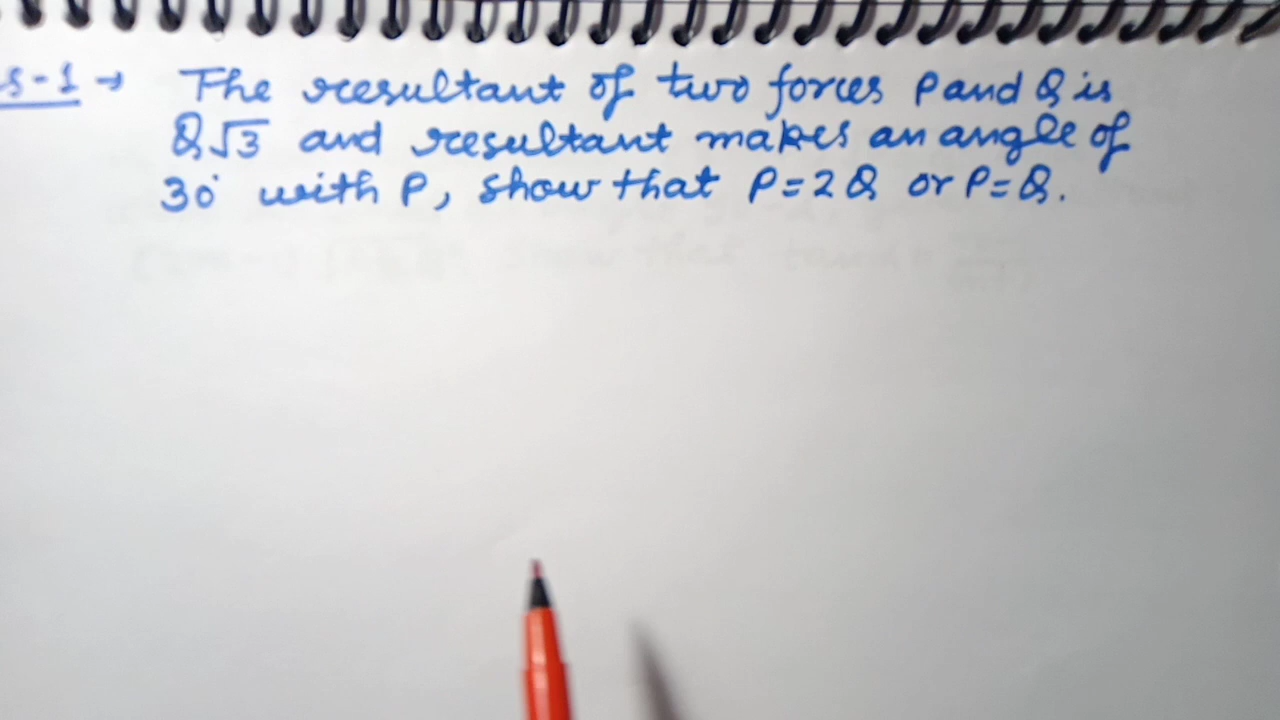 s-1 → The resultant of two forces P and Q is
Q√3 and resultant makes an angle of
30° with P, show that P=2Q or P=Q.